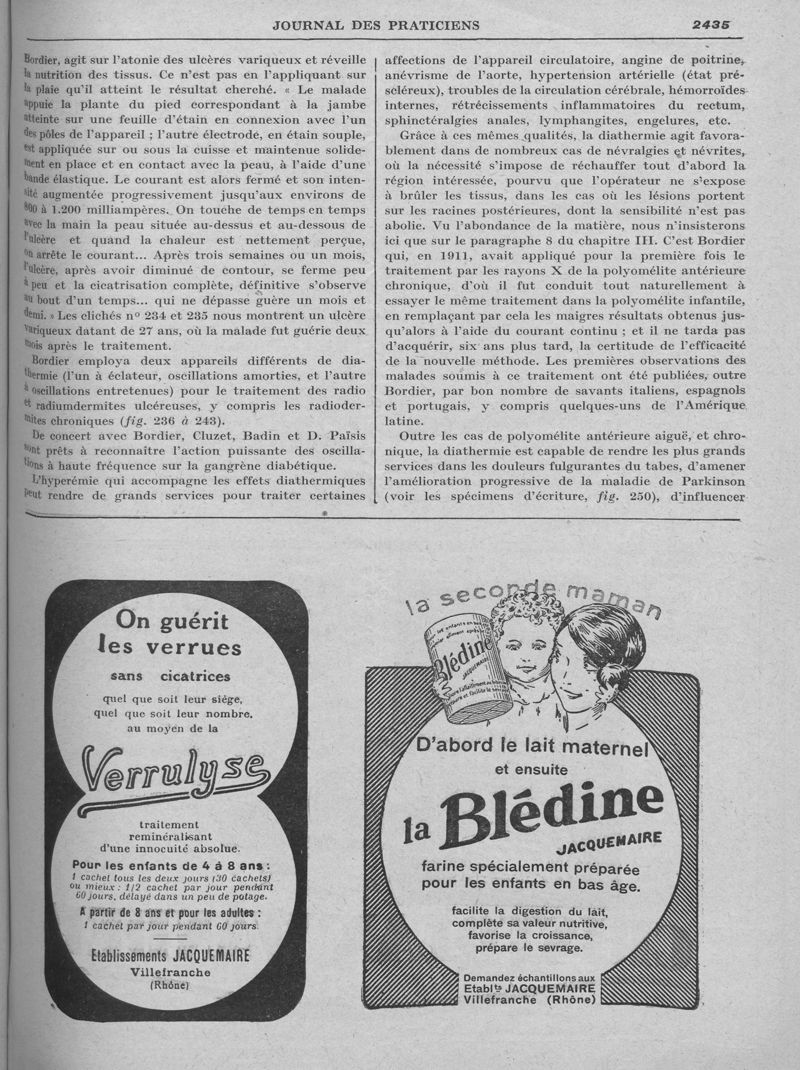 JOURNAL DES PRATICIENS
2435
Bordier, agit sur l'atonie des ulcères variqueux et réveille
la nutrition des tissus. Ce n'est pas en l'appliquant sur
la plaie qu'il atteint le résultat cherché. « Le malade
appuie la plante du pied correspondant à la jambe
atteinte sur une feuille d'étain en connexion avec l'un
des pôles de l'appareil ; l'autre électrode, en étain souple,
est appliquée sur ou sous la cuisse et maintenue solide-
ment en place et en contact avec la peau, à l'aide d'une
bande élastique. Le courant est alors fermé et son inten-
sité augmentée progressivement jusqu'aux environs de
800 à 1.200 milliampères. On touche de temps en temps
avec la main la peau située au-dessus et au-dessous de
l'ulcère et quand la chaleur est nettement perçue,
on arrête le courant... Après trois semaines ou un mois,
l'ulcère, après avoir diminué de contour, se ferme peu
à peu et la cicatrisation complète, définitive s'observe
au bout d'un temps... qui ne dépasse guère un mois et
demi. » Les clichés nº 234 et 235 nous montrent un ulcère
variqueux datant de 27 ans, où la malade fut guérie deux
mois après le traitement.
Bordier employa deux appareils différents de dia-
thermie (l'un à éclateur, oscillations amorties, et l'autre
à oscillations entretenues) pour le traitement des radio
et radiumdermites ulcéreuses, y compris les radioder-
mites chroniques (fig. 236 à 243).
De concert avec Bordier, Cluzet, Badin et D. Païsis
sont prêts à reconnaître l'action puissante des oscilla-
tions à haute fréquence sur la gangrène diabétique.
L'hyperémie qui accompagne les effets diathermiques
peut rendre de grands services pour traiter certaines
affections de l'appareil circulatoire, angine de poitrine,
anévrisme de l'aorte, hypertension artérielle (état pré-
scléreux), troubles de la circulation cérébrale, hémorroïdes
internes, rétrécissements inflammatoires du rectum,
sphinctéralgies anales, lymphangites, engelures, etc.
Grâce à ces mêmes qualités, la diathermie agit favora-
blement dans de nombreux cas de névralgies et névrites,
où la nécessité s'impose de réchauffer tout d'abord la
région intéressée, pourvu que l'opérateur ne s'expose
à brûler les tissus, dans les cas où les lésions portent
sur les racines postérieures, dont la sensibilité n'est pas
abolie. Vu l'abondance de la matière, nous n'insisterons
ici que sur le paragraphe 8 du chapitre III. C'est Bordier
qui, en 1911, avait appliqué pour la première fois le
traitement par les rayons X de la polyomélite antérieure
chronique, d'où il fut conduit tout naturellement à
essayer le même traitement dans la polyomélite infantile,
en remplaçant par cela les maigres résultats obtenus jus-
qu'alors à l'aide du courant continu ; et il ne tarda pas
d'acquérir, six ans plus tard, la certitude de l'efficacité
de la nouvelle méthode. Les premières observations des
malades soumis à ce traitement ont été publiées, outre
Bordier, par bon nombre de savants italiens, espagnols
et portugais, y compris quelques-uns de l'Amérique
latine.
Outre les cas de polyomélite antérieure aiguë, et chro-
nique, la diathermie est capable de rendre les plus grands
services dans les douleurs fulgurantes du tabes, d'amener
l'amélioration progressive de la maladie de Parkinson
(voir les spécimens d'écriture, fig. 250), d'influencer
On guérit
les verrues
sans cicatrices
quel que soit leur siége,
quel que soit leur nombre,
au moyen de la
Verrulyse
traitement
reminéralisant
d'une innocuité absolue.
Pour les enfants de 4 à 8 ans :
1 cachet tous les deux jours (30 cachets)
ou mieux : 1/2 cachet par jour pendant
60 jours, délayé dans un peu de potage.
A partir de 8 ans et pour les adultes :
1 cachet par jour pendant 60 jours.
Etablissements JACQUEMAIRE
Villefranche
(Rhône)
la seconde maman
Blédine
JACQUEMAIRE
D'abord le lait maternel
et ensuite
la Blédine
JACQUEMAIRE
farine spécialement préparée
pour les enfants en bas âge.
facilite la digestion du lait,
complète sa valeur nutritive,
favorise la croissance,
prépare le sevrage.
Demandez échantillons aux
Etabl.ts JACQUEMAIRE
Villefranche (Rhône)